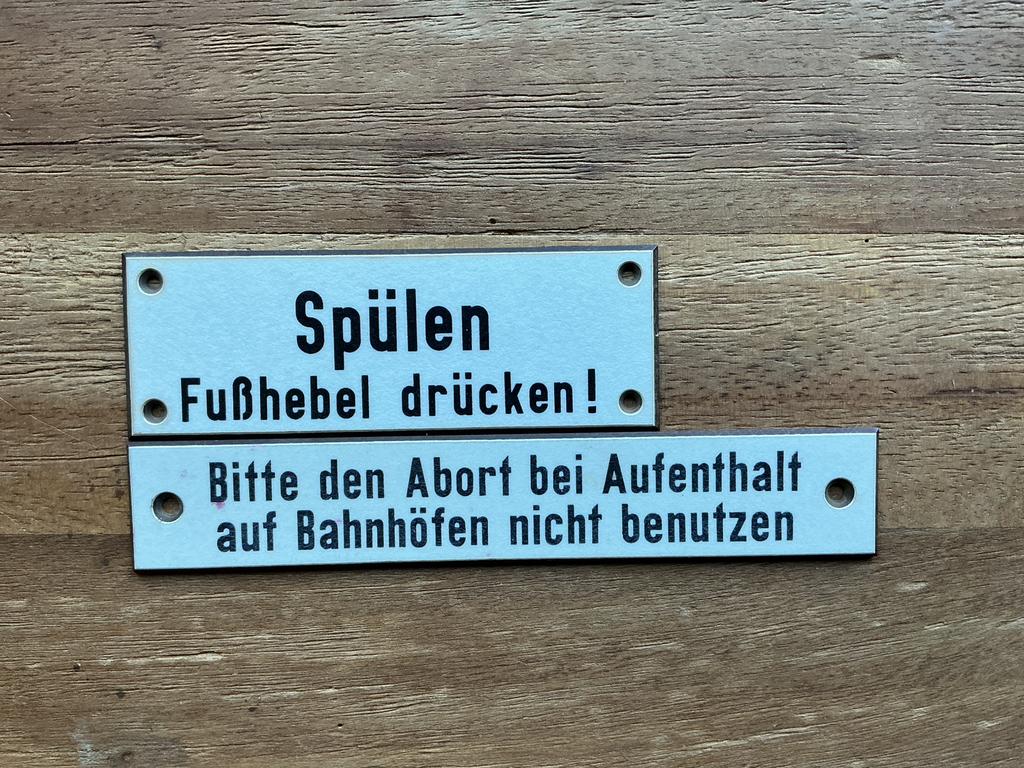 Spülen
Fußhebel drücken!
Bitte den Abort bei Aufenthalt
auf Bahnhöfen nicht benutzen